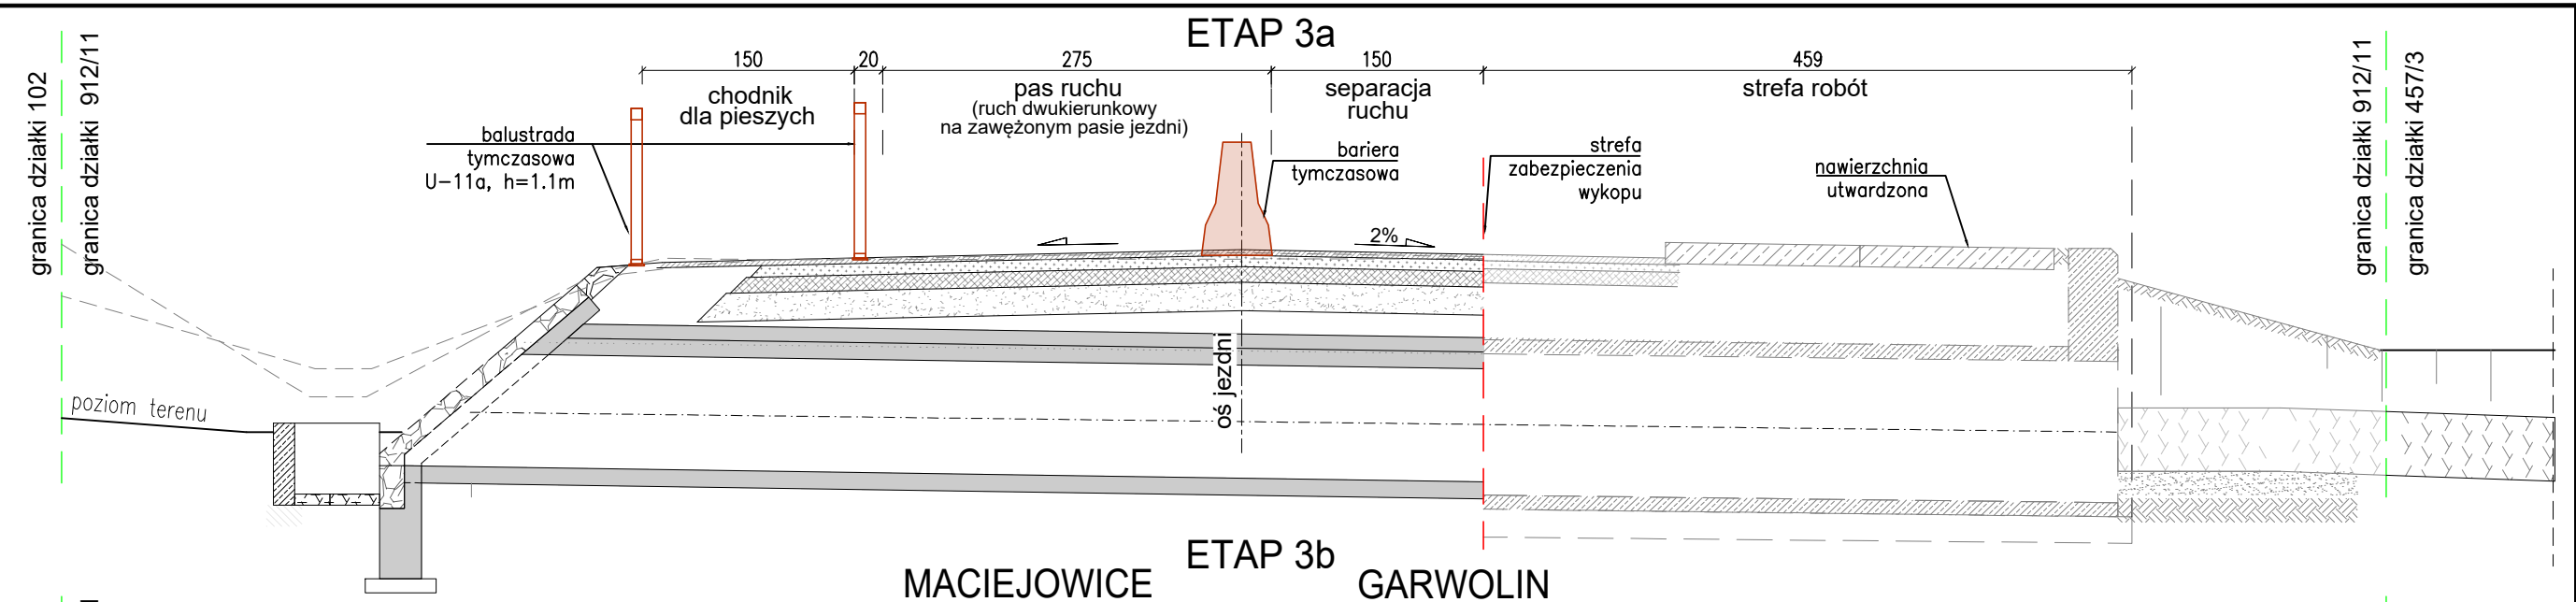 ETAP 3a
150
20
275
150
459
granica działki 102
granica działki 912/11
chodnik
dla pieszych
pas ruchu
(ruch dwukierunkowy
na zawężonym pasie jezdni)
separacja
ruchu
strefa robót
granica działki 912/11
granica działki 457/3
balustrada
tymczasowa
U-11a, h=1.1m
bariera
tymczasowa
strefa
zabezpieczenia
wykopu
nawierzchnia
utwardzona
2%
oś jezdni
poziom terenu
ETAP 3b
MACIEJOWICE
GARWOLIN